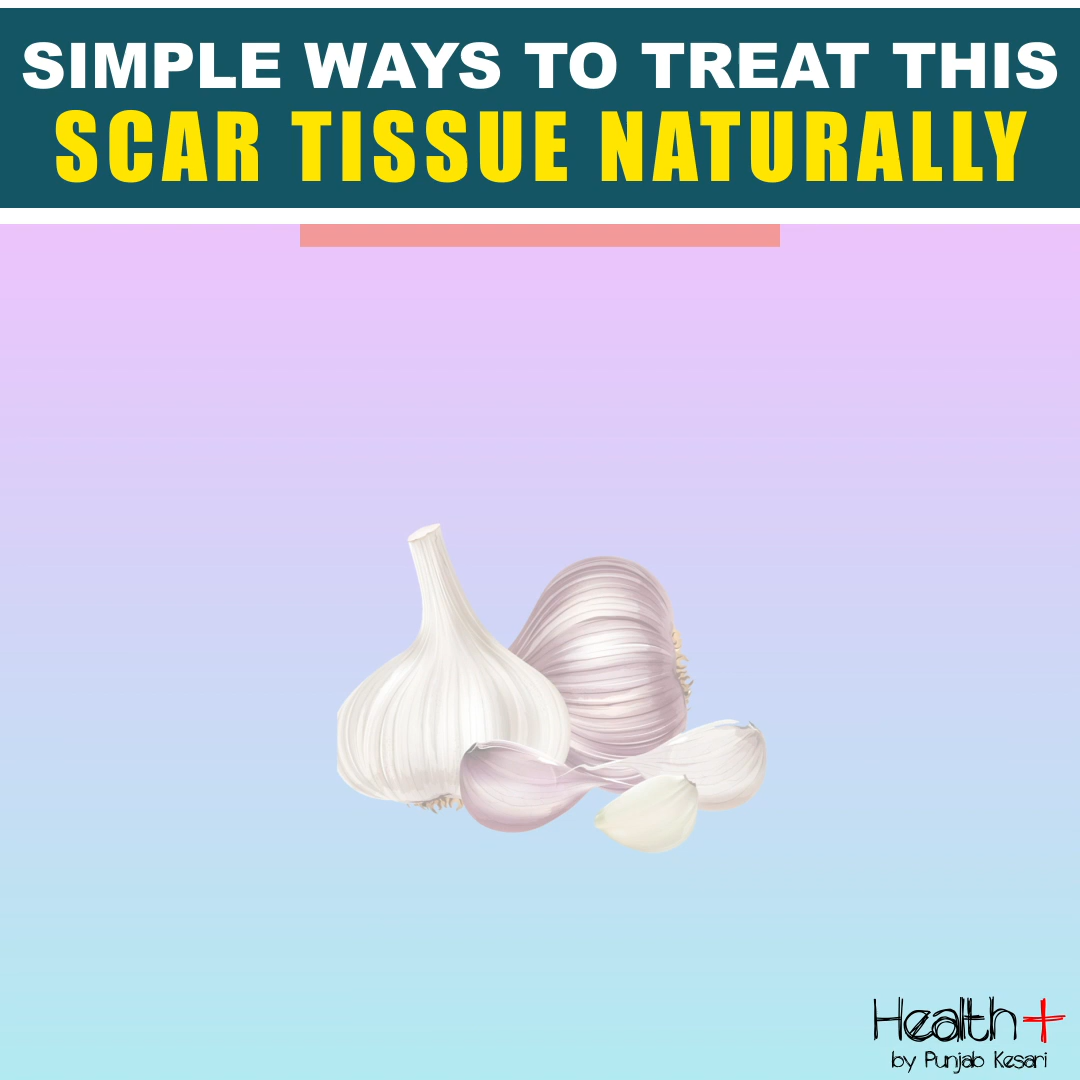 SIMPLE WAYS TO TREAT THIS
SCAR TISSUE NATURALLY
Health+
by Punjab Kesari